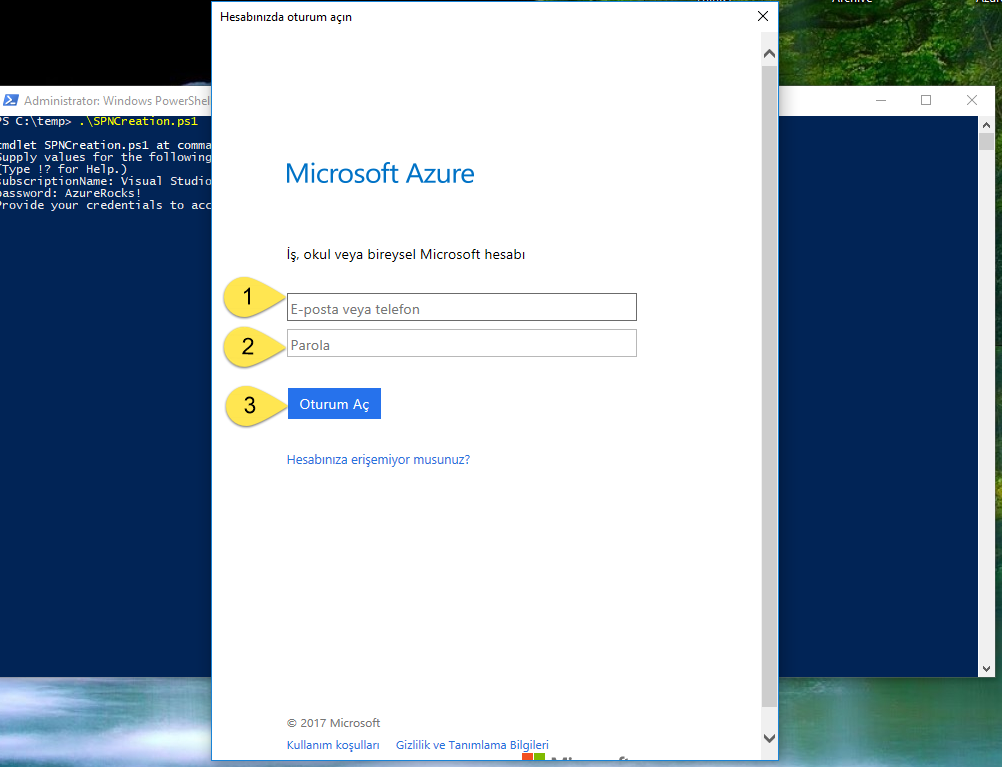 Archive
Hesabınızda oturum açın
Administrator: Windows PowerShel
PS C:\temp> .\SPNCreation.ps1
cmdlet SPNCreation.ps1 at comma
Supply values for the following
(Type !? for Help.)
subscriptionName: Visual Studio
password: AzureRocks!
Provide your credentials to acc
Microsoft Azure
İş, okul veya bireysel Microsoft hesabı
1
E-posta veya telefon
2
Parola
3
Oturum Aç
Hesabınıza erişemiyor musunuz?
© 2017 Microsoft
Kullanım koşulları Gizlilik ve Tanımlama Bilgileri
Microsoft